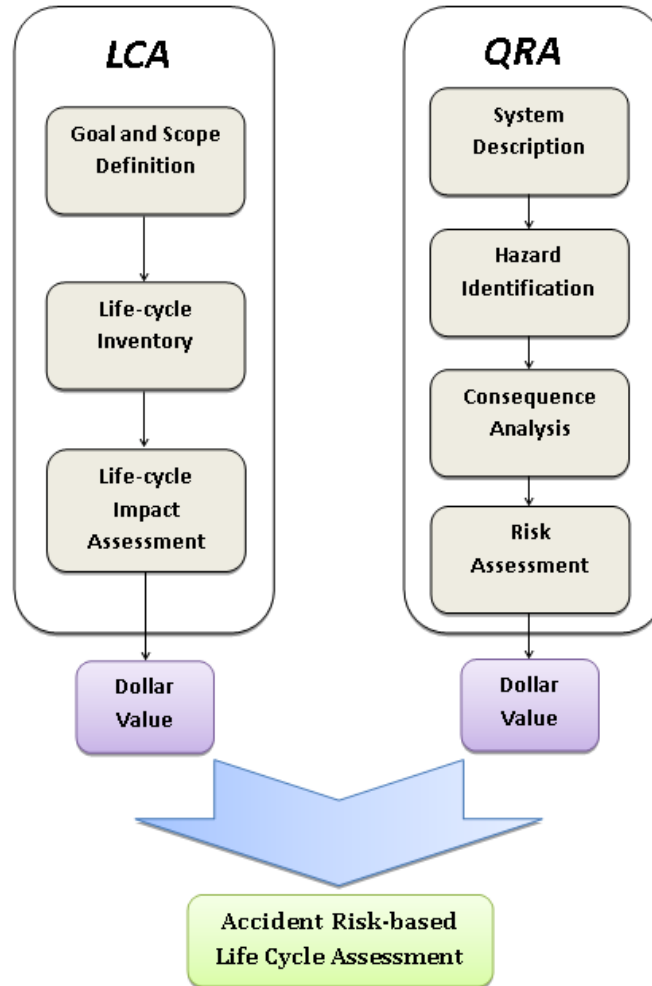 LCA
Goal and Scope
Definition
Life-cycle
Inventory
Life-cycle
Impact
Assessment
Dollar
Value
QRA
System
Description
Hazard
Identification
Consequence
Analysis
Risk
Assessment
Dollar
Value
Accident Risk-based
Life Cycle Assessment